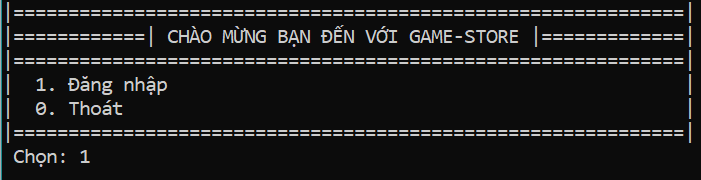 |=============================================================|
|============| CHÀO MỪNG BẠN ĐẾN VỚI GAME-STORE |=============|
|=============================================================|
|  1. Đăng nhập                                               |
|  0. Thoát                                                   |
|=============================================================|
Chọn: 1